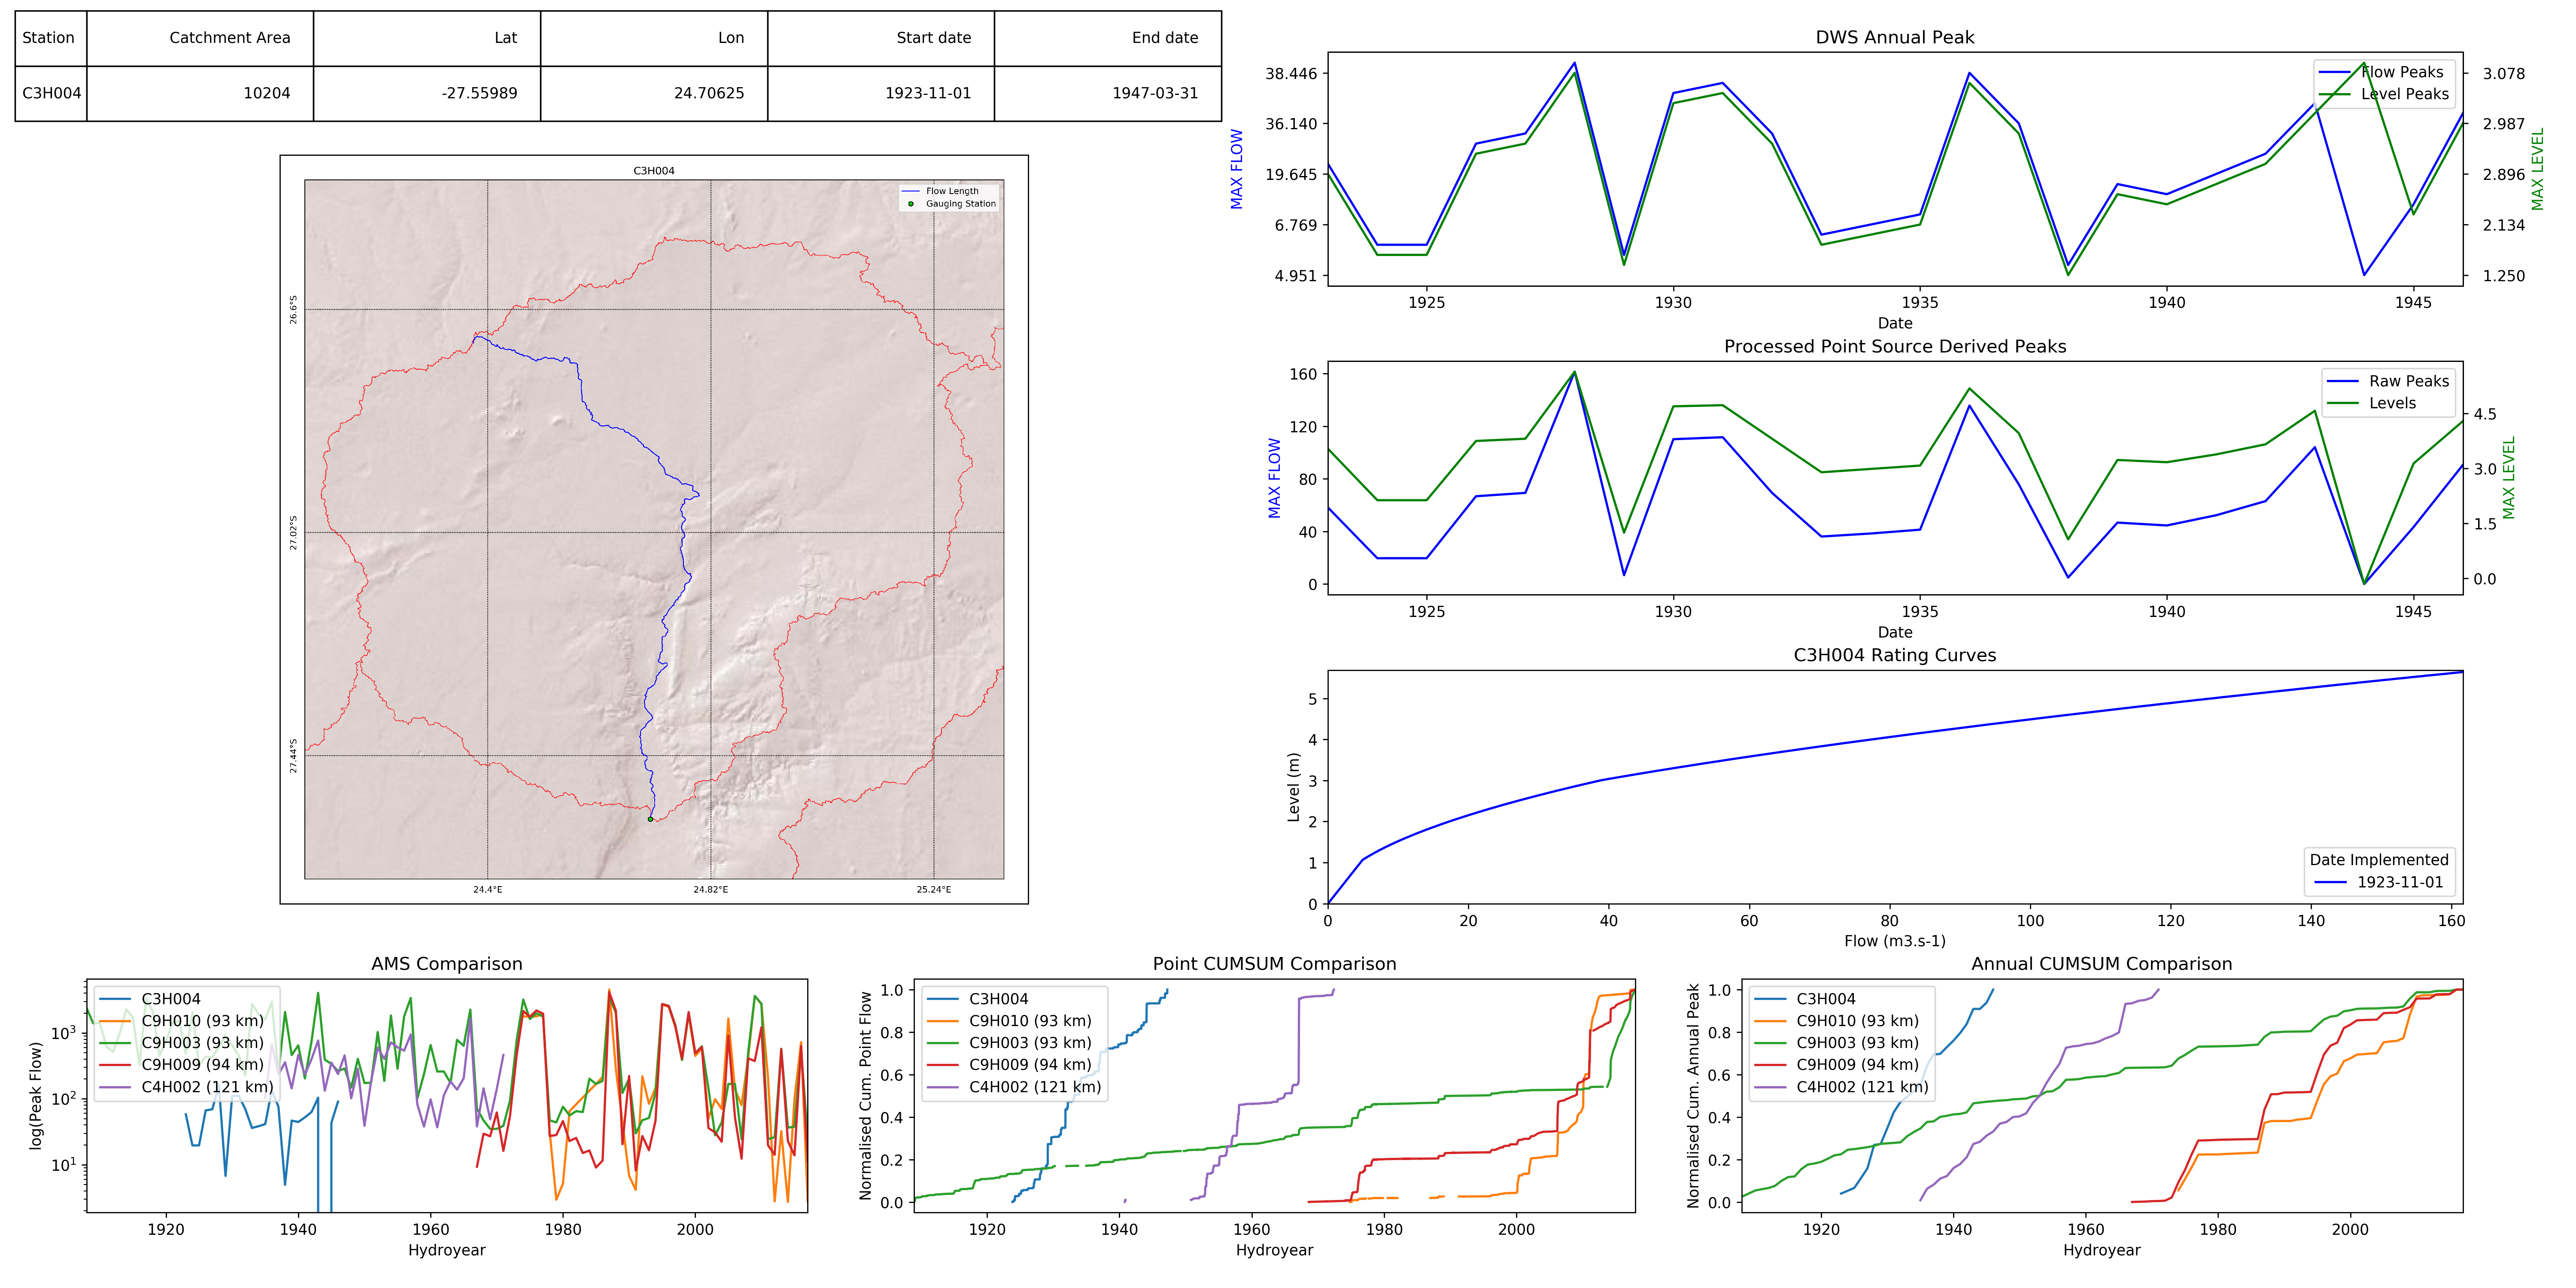 Station Catchment Area Lat Lon Start date End date
C3H004 10204 -27.55989 24.70625 1923-11-01 1947-03-31
C3H004
Flow Length
Gauging Station
26.6°S
27.02°S
27.44°S
24.4°E 24.82°E 25.24°E
DWS Annual Peak
Flow Peaks
Level Peaks
MAX FLOW
38.446
36.140
19.645
6.769
4.951
3.078
2.987
2.896
2.134
1.250
MAX LEVEL
1925 1930 1935 1940 1945
Date
Processed Point Source Derived Peaks
Raw Peaks
Levels
MAX FLOW
160
120
80
40
0
4.5
3.0
1.5
0.0
MAX LEVEL
1925 1930 1935 1940 1945
Date
C3H004 Rating Curves
Level (m)
5
4
3
2
1
0
Date Implemented
1923-11-01
0 20 40 60 80 100 120 140 160
Flow (m3.s-1)
AMS Comparison
log(Peak Flow)
10³
10²
10¹
C3H004
C9H010 (93 km)
C9H003 (93 km)
C9H009 (94 km)
C4H002 (121 km)
1920 1940 1960 1980 2000
Hydroyear
Point CUMSUM Comparison
Normalised Cum. Point Flow
1.0
0.8
0.6
0.4
0.2
0.0
C3H004
C9H010 (93 km)
C9H003 (93 km)
C9H009 (94 km)
C4H002 (121 km)
1920 1940 1960 1980 2000
Hydroyear
Annual CUMSUM Comparison
Normalised Cum. Annual Peak
1.0
0.8
0.6
0.4
0.2
0.0
C3H004
C9H010 (93 km)
C9H003 (93 km)
C9H009 (94 km)
C4H002 (121 km)
1920 1940 1960 1980 2000
Hydroyear